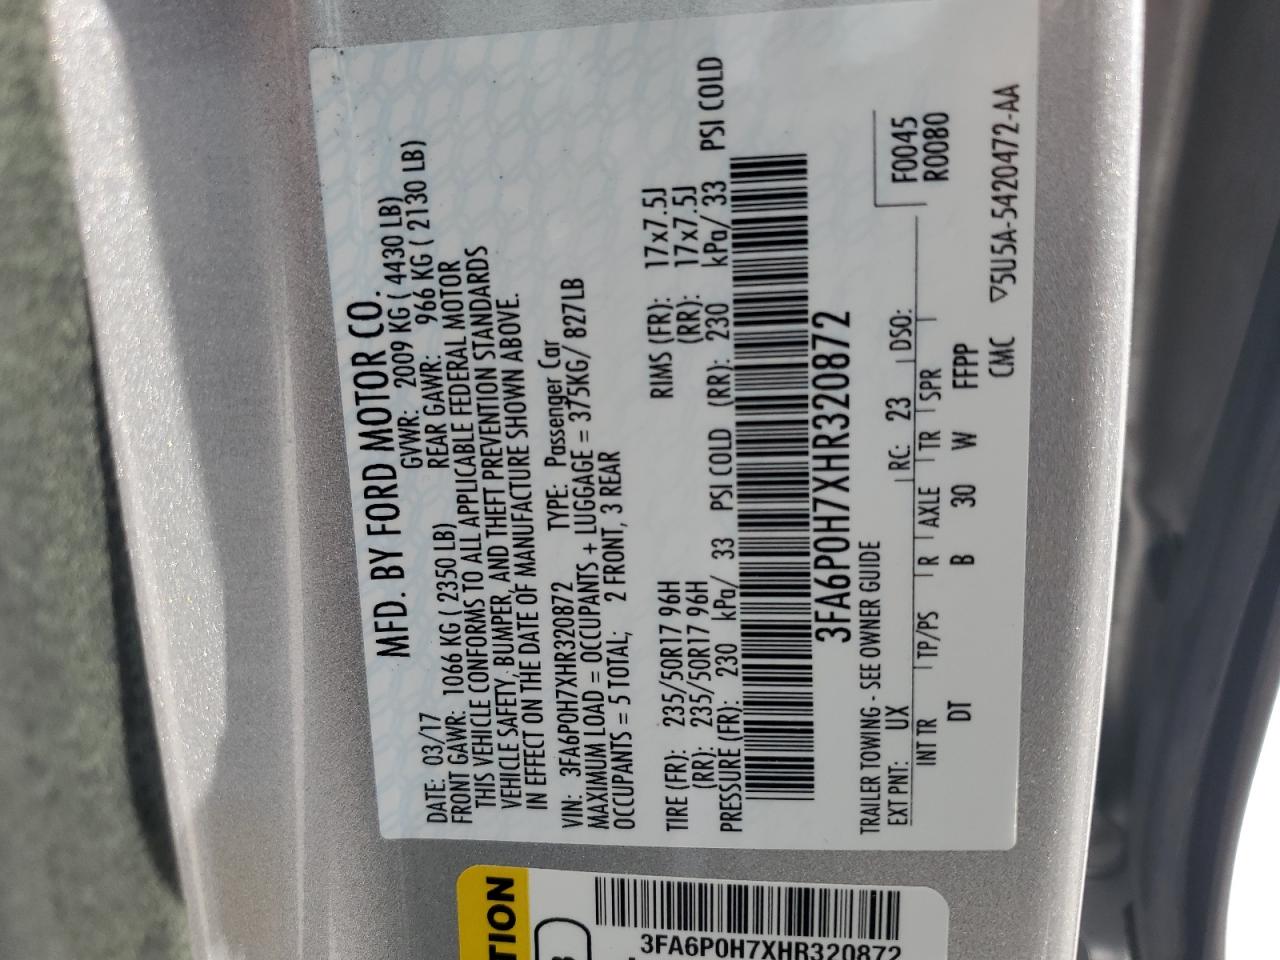 MFD. BY FORD MOTOR CO.
DATE: 03/17 GVWR: 2009 KG ( 4430 LB)
FRONT GAWR: 1066 KG ( 2350 LB) REAR GAWR: 966 KG ( 2130 LB)
THIS VEHICLE CONFORMS TO ALL APPLICABLE FEDERAL MOTOR
VEHICLE SAFETY, BUMPER, AND THEFT PREVENTION STANDARDS
IN EFFECT ON THE DATE OF MANUFACTURE SHOWN ABOVE.
VIN: 3FA6P0H7XHR320872 TYPE: Passenger Car
MAXIMUM LOAD = OCCUPANTS + LUGGAGE = 375KG/ 827LB
OCCUPANTS = 5 TOTAL; 2 FRONT, 3 REAR
TIRE (FR): 235/50R17 96H RIMS (FR): 17x7.5J
(RR): 235/50R17 96H (RR): 17x7.5J
PRESSURE (FR): 230 kPa/ 33 PSI COLD (RR): 230 kPa/ 33 PSI COLD
3FA6P0H7XHR320872
TRAILER TOWING - SEE OWNER GUIDE
EXT PNT: UX RC: 23 DSO: F0045
INT TR TP/PS R AXLE TR SPR R0080
DT B 30 W FFPP
CMC ▽5U5A-5420472-AA
TION
3FA6P0H7XHR320872